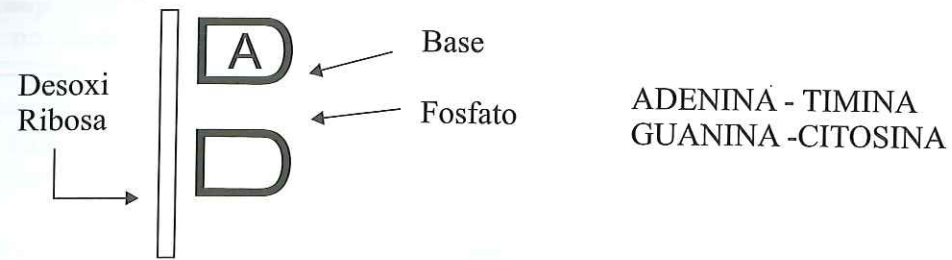 A
Base
Desoxi
Ribosa
Fosfato
ADENINA - TIMINA
GUANINA -CITOSINA